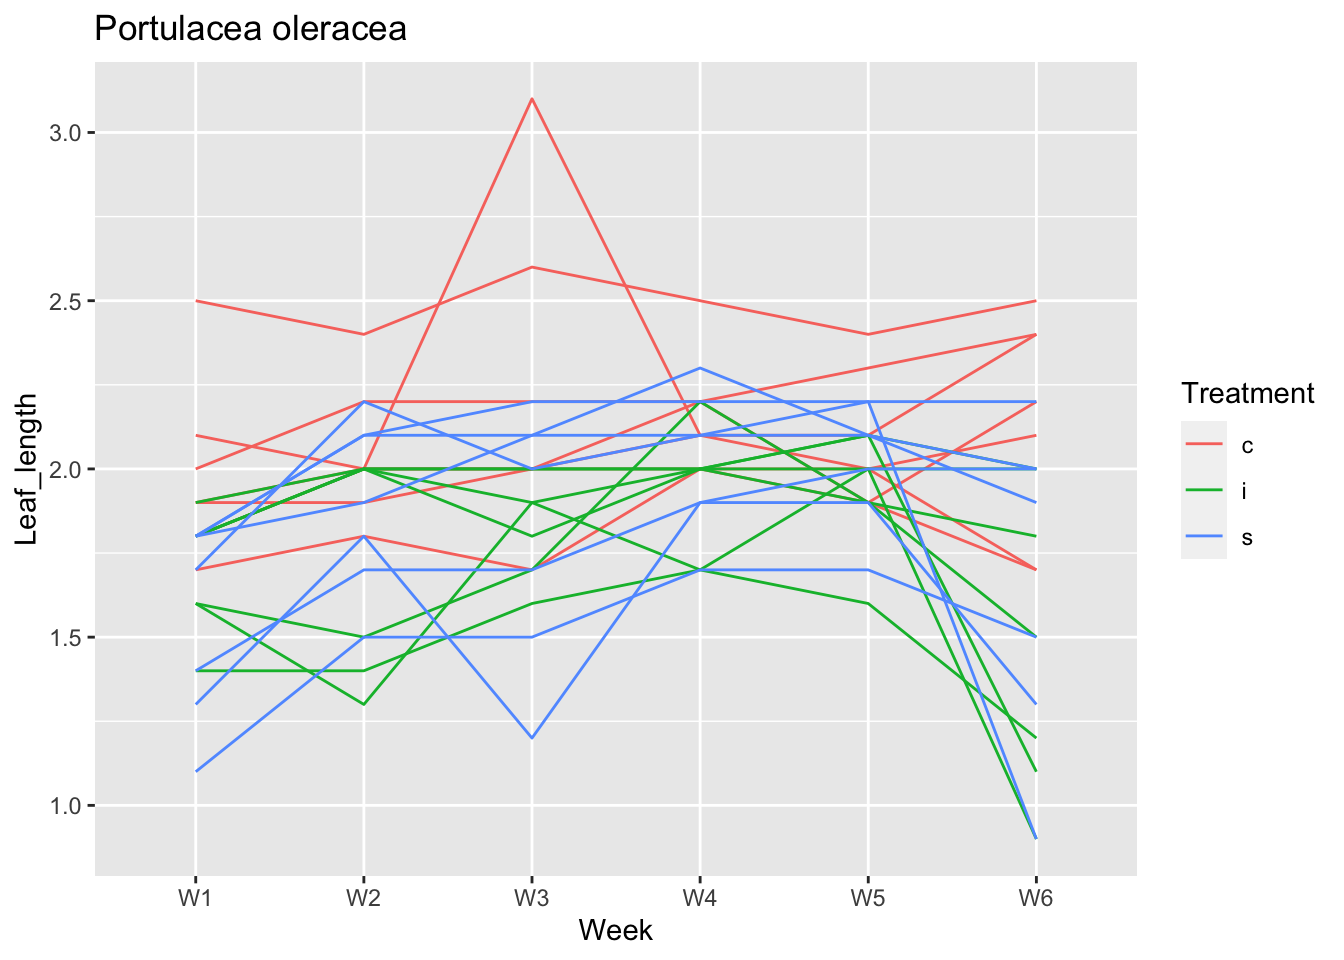 Portulacea oleracea
Leaf_length
3.0
2.5
2.0
1.5
1.0
W1 W2 W3 W4 W5 W6
Week
Treatment
c
i
s